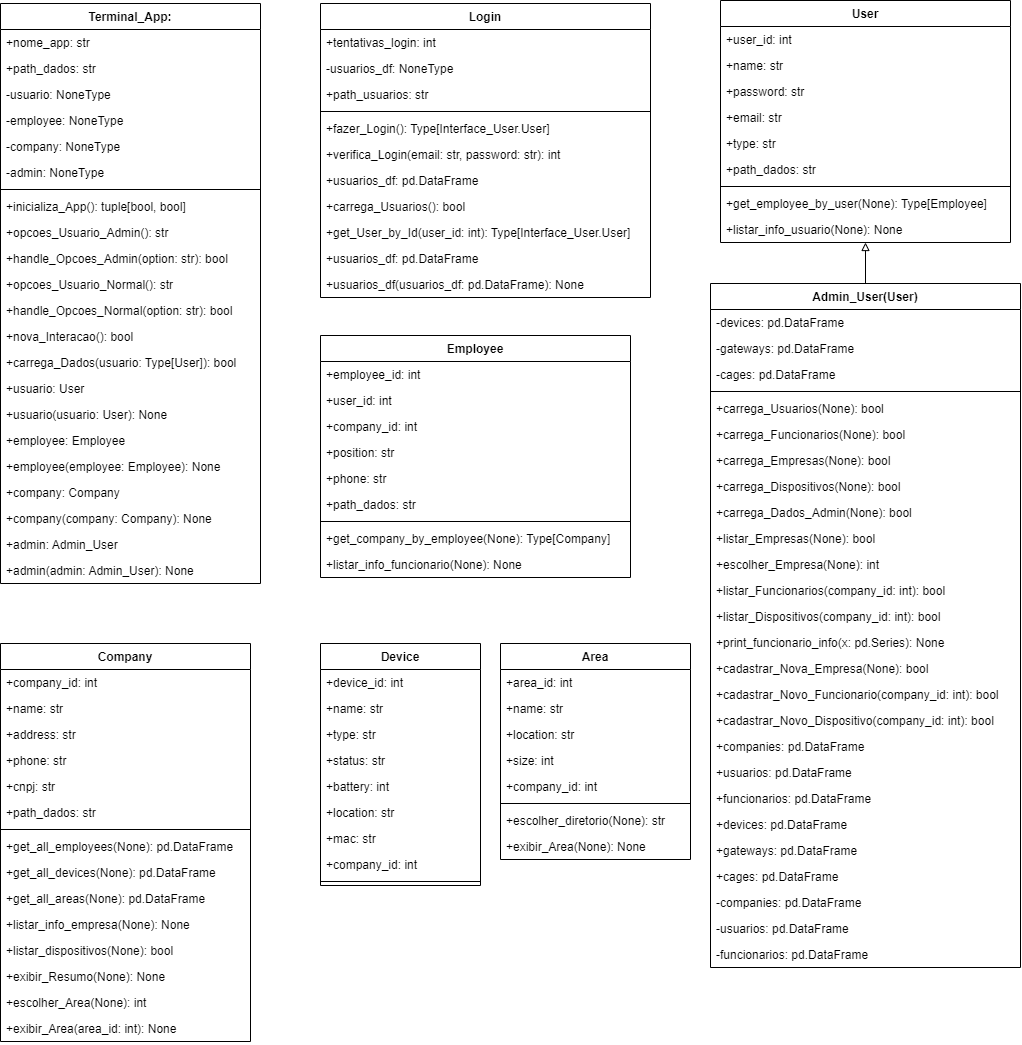 Terminal_App:
+nome_app: str
+path_dados: str
-usuario: NoneType
-employee: NoneType
-company: NoneType
-admin: NoneType
+inicializa_App(): tuple[bool, bool]
+opcoes_Usuario_Admin(): str
+handle_Opcoes_Admin(option: str): bool
+opcoes_Usuario_Normal(): str
+handle_Opcoes_Normal(option: str): bool
+nova_Interacao(): bool
+carrega_Dados(usuario: Type[User]): bool
+usuario: User
+usuario(usuario: User): None
+employee: Employee
+employee(employee: Employee): None
+company: Company
+company(company: Company): None
+admin: Admin_User
+admin(admin: Admin_User): None
Login
+tentativas_login: int
-usuarios_df: NoneType
+path_usuarios: str
+fazer_Login(): Type[Interface_User.User]
+verifica_Login(email: str, password: str): int
+usuarios_df: pd.DataFrame
+carrega_Usuarios(): bool
+get_User_by_Id(user_id: int): Type[Interface_User.User]
+usuarios_df: pd.DataFrame
+usuarios_df(usuarios_df: pd.DataFrame): None
User
+user_id: int
+name: str
+password: str
+email: str
+type: str
+path_dados: str
+get_employee_by_user(None): Type[Employee]
+listar_info_usuario(None): None
Employee
+employee_id: int
+user_id: int
+company_id: int
+position: str
+phone: str
+path_dados: str
+get_company_by_employee(None): Type[Company]
+listar_info_funcionario(None): None
Admin_User(User)
-devices: pd.DataFrame
-gateways: pd.DataFrame
-cages: pd.DataFrame
+carrega_Usuarios(None): bool
+carrega_Funcionarios(None): bool
+carrega_Empresas(None): bool
+carrega_Dispositivos(None): bool
+carrega_Dados_Admin(None): bool
+listar_Empresas(None): bool
+escolher_Empresa(None): int
+listar_Funcionarios(company_id: int): bool
+listar_Dispositivos(company_id: int): bool
+print_funcionario_info(x: pd.Series): None
+cadastrar_Nova_Empresa(None): bool
+cadastrar_Novo_Funcionario(company_id: int): bool
+cadastrar_Novo_Dispositivo(company_id: int): bool
+companies: pd.DataFrame
+usuarios: pd.DataFrame
+funcionarios: pd.DataFrame
+devices: pd.DataFrame
+gateways: pd.DataFrame
+cages: pd.DataFrame
-companies: pd.DataFrame
-usuarios: pd.DataFrame
-funcionarios: pd.DataFrame
Company
+company_id: int
+name: str
+address: str
+phone: str
+cnpj: str
+path_dados: str
+get_all_employees(None): pd.DataFrame
+get_all_devices(None): pd.DataFrame
+get_all_areas(None): pd.DataFrame
+listar_info_empresa(None): None
+listar_dispositivos(None): bool
+exibir_Resumo(None): None
+escolher_Area(None): int
+exibir_Area(area_id: int): None
Device
+device_id: int
+name: str
+type: str
+status: str
+battery: int
+location: str
+mac: str
+company_id: int
Area
+area_id: int
+name: str
+location: str
+size: int
+company_id: int
+escolher_diretorio(None): str
+exibir_Area(None): None